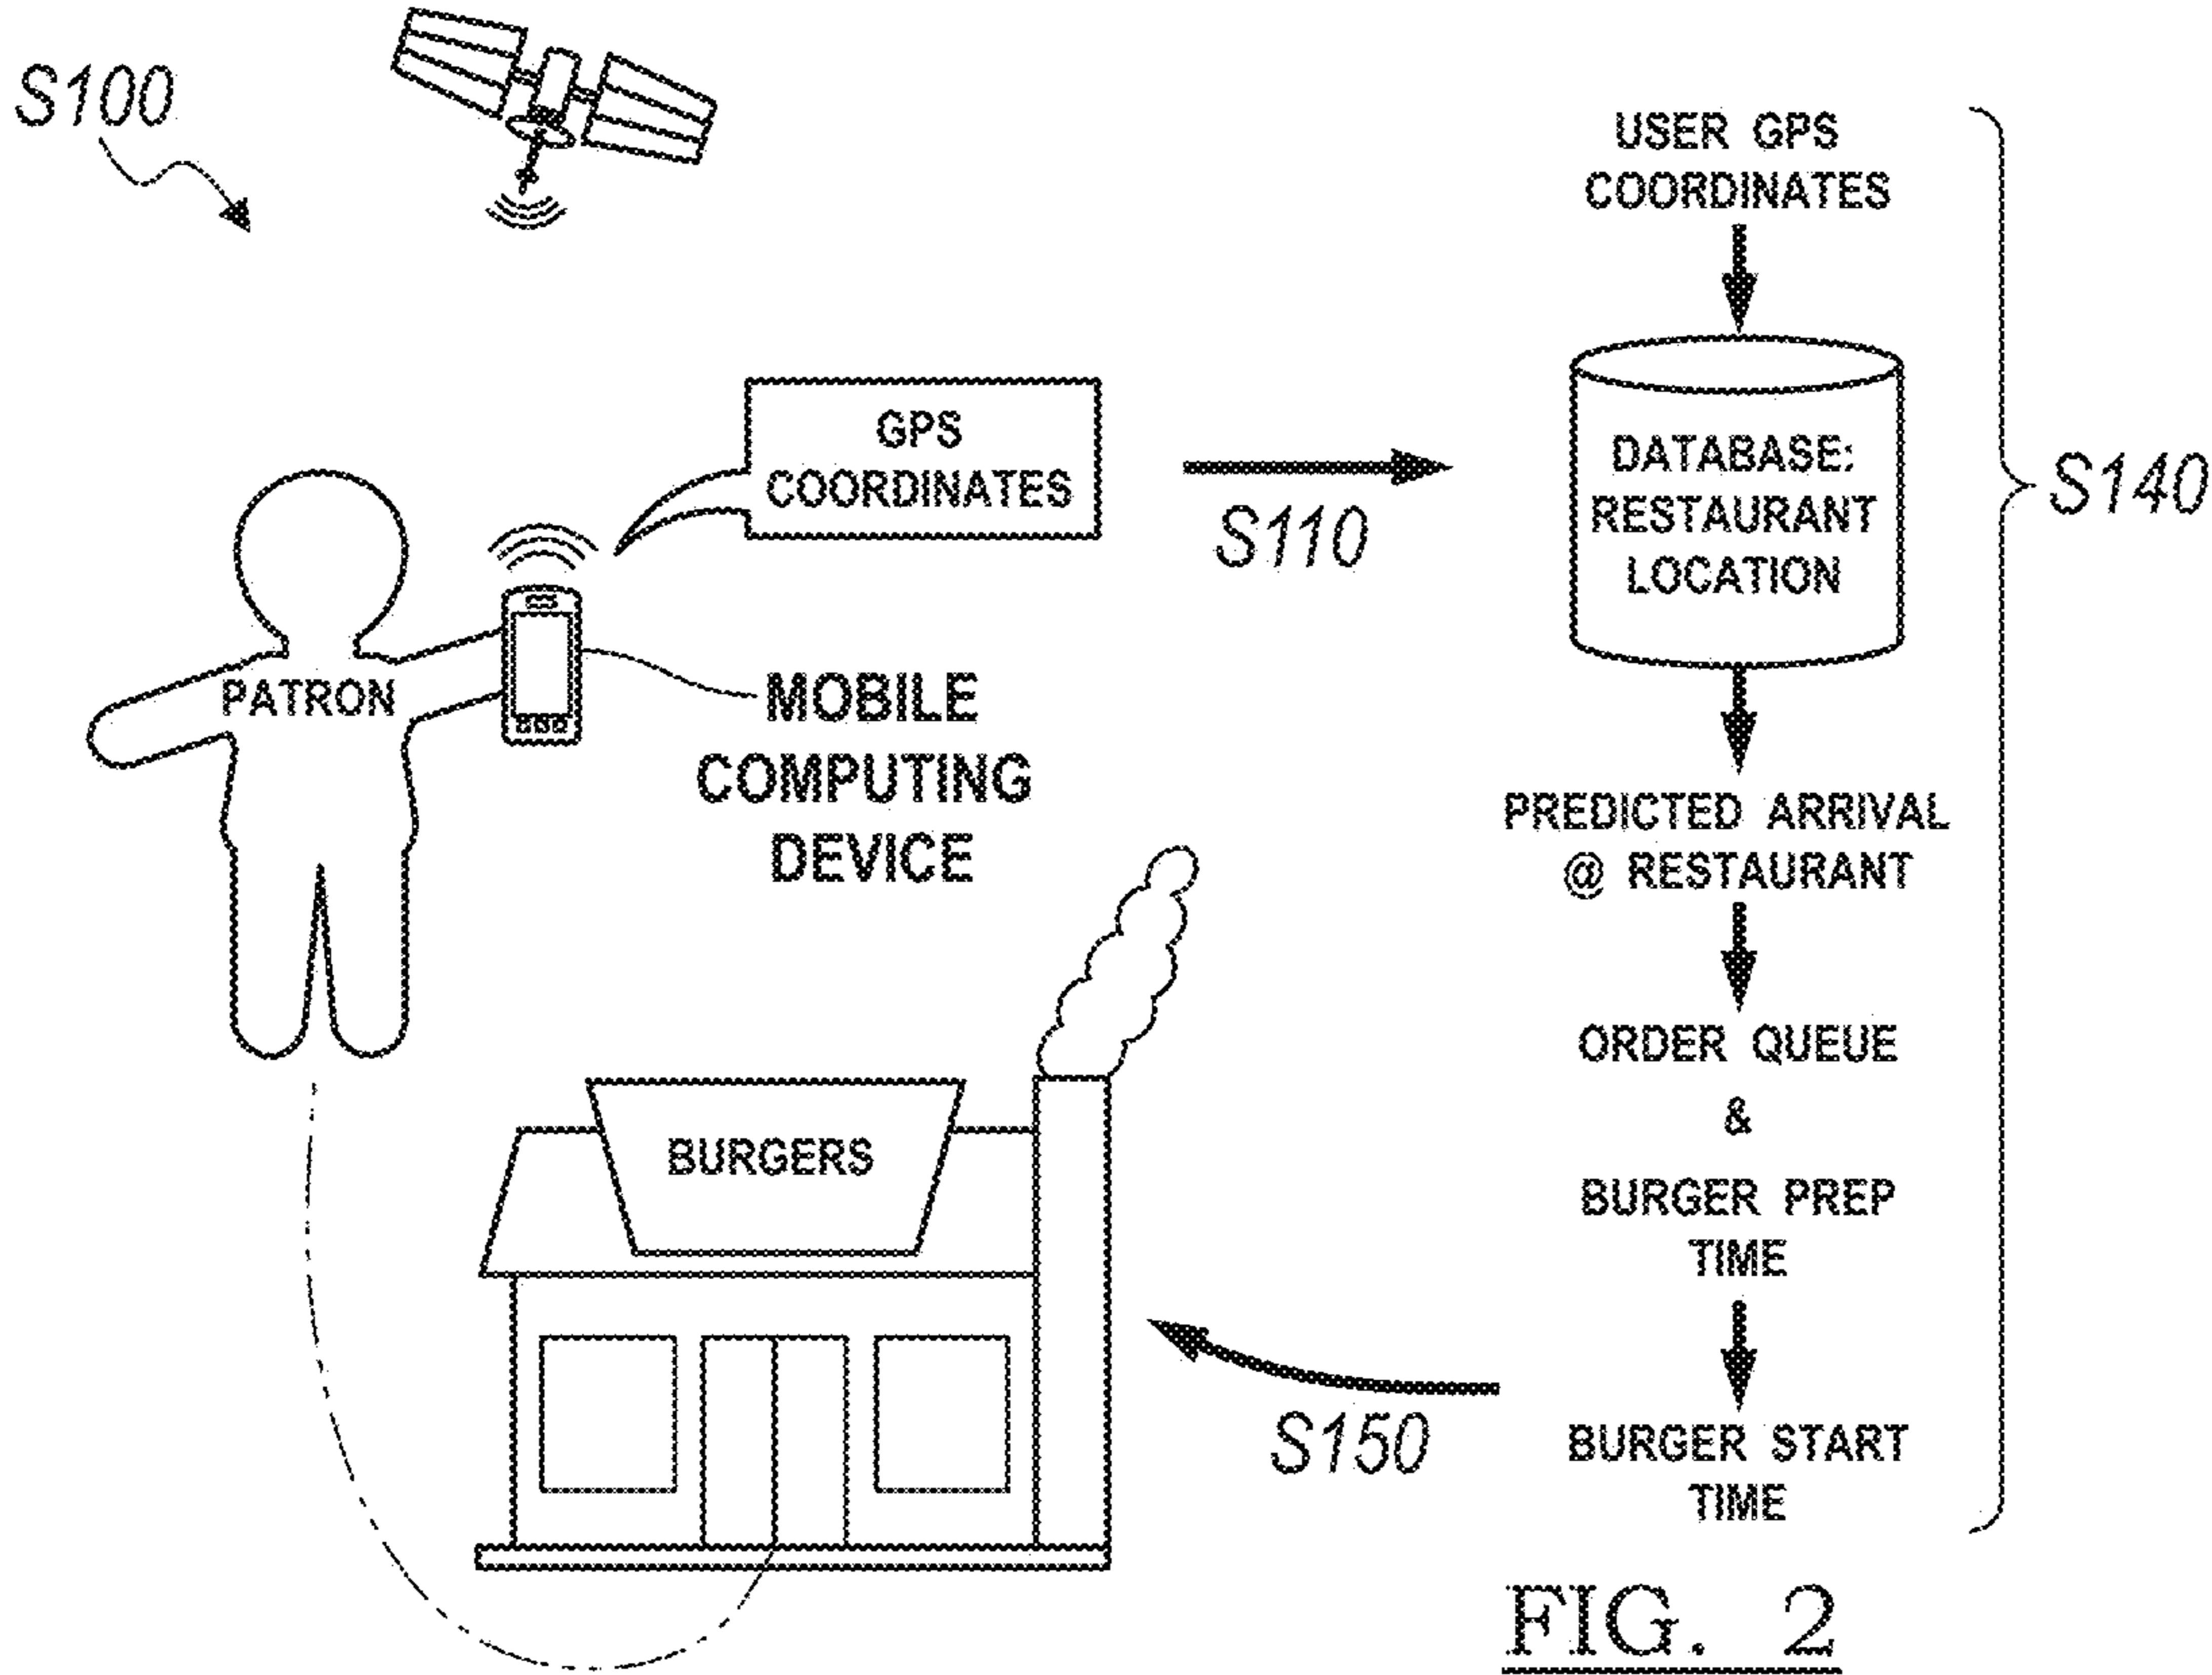 S100
USER GPS
COORDINATES
GPS
COORDINATES
S110
DATABASE:
RESTAURANT
LOCATION
S140
PATRON
MOBILE
COMPUTING
DEVICE
PREDICTED ARRIVAL
@ RESTAURANT
ORDER QUEUE
&
BURGER PREP
TIME
BURGERS
S150
BURGER START
TIME
FIG. 2